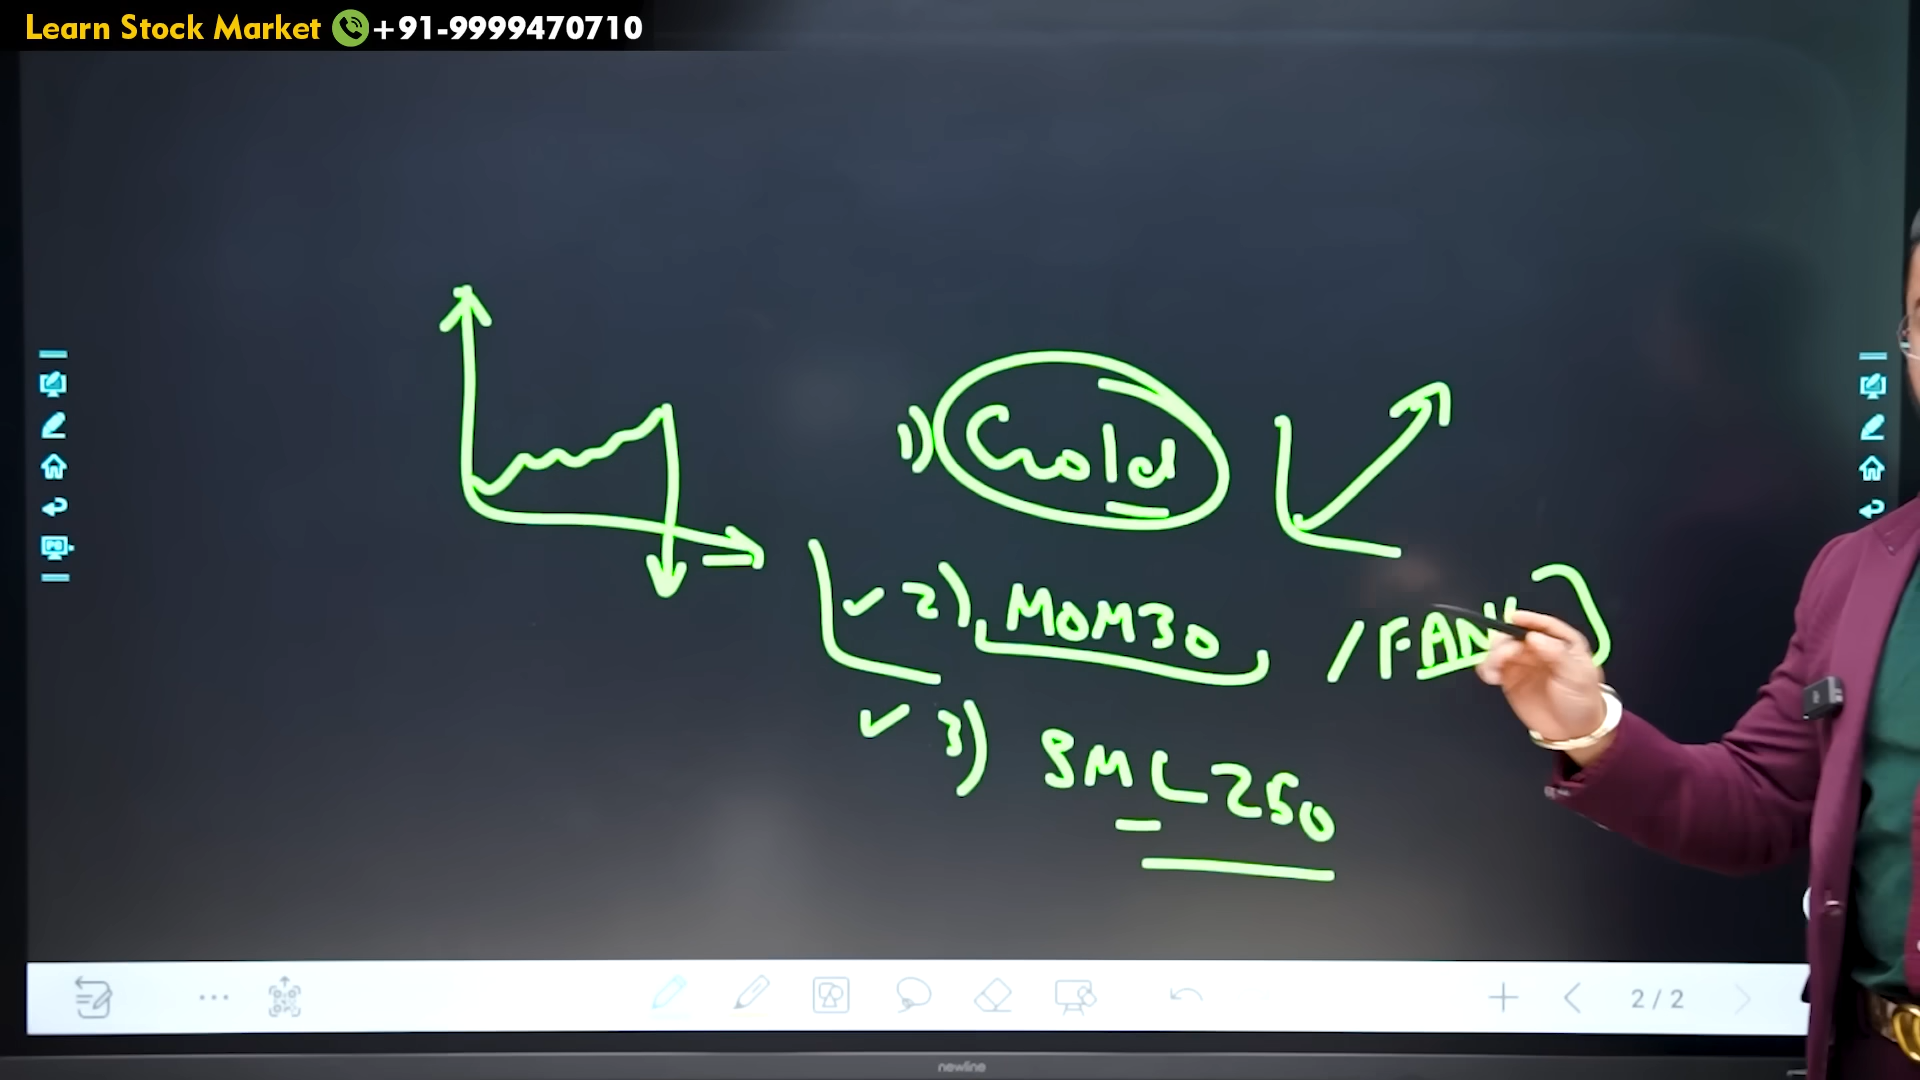 Learn Stock Market +91-9999470710
1) Gold
2) MOM30 / FAN
3) SML250
2/2
newline